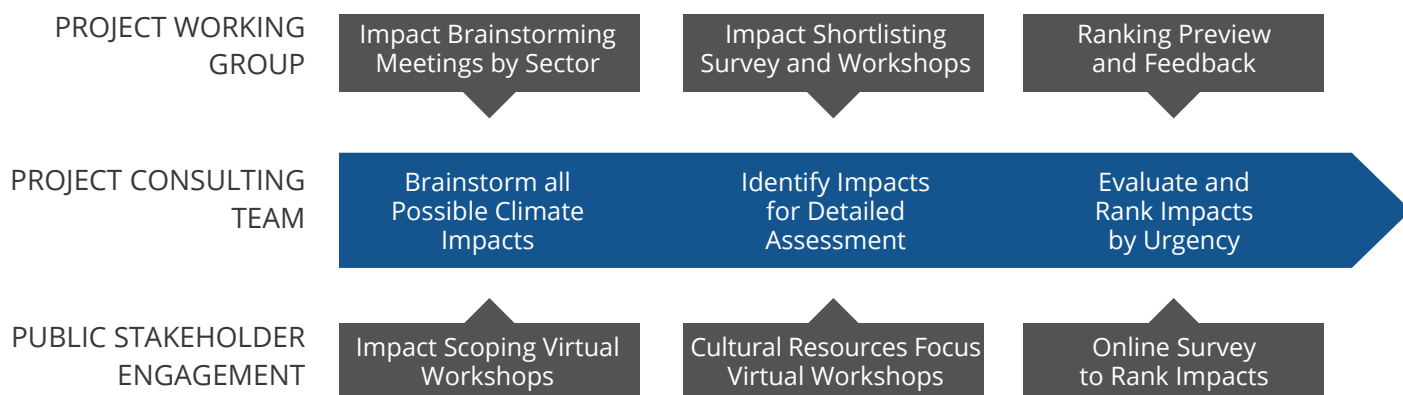 PROJECT WORKING
GROUP
Impact Brainstorming
Meetings by Sector
Impact Shortlisting
Survey and Workshops
Ranking Preview
and Feedback
PROJECT CONSULTING
TEAM
Brainstorm all
Possible Climate
Impacts
Identify Impacts
for Detailed
Assessment
Evaluate and
Rank Impacts
by Urgency
PUBLIC STAKEHOLDER
ENGAGEMENT
Impact Scoping Virtual
Workshops
Cultural Resources Focus
Virtual Workshops
Online Survey
to Rank Impacts